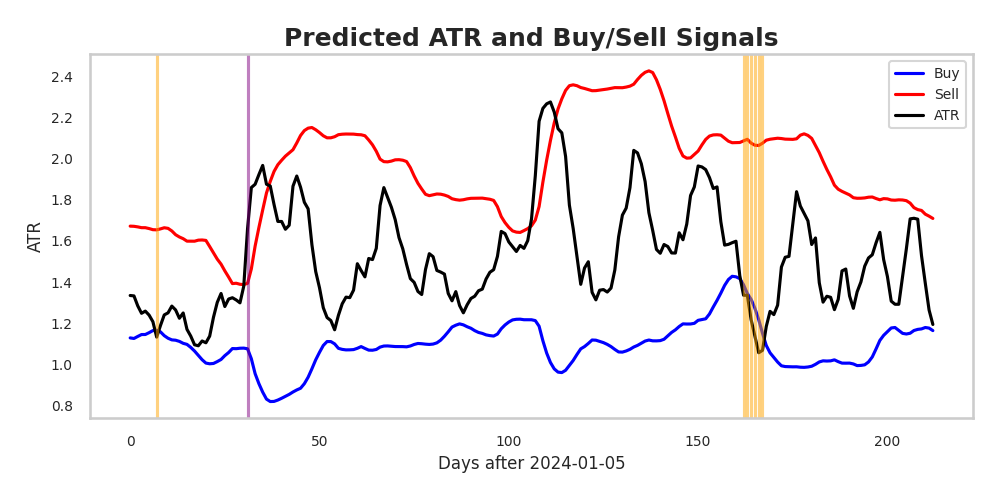 Predicted ATR and Buy/Sell Signals
Buy
Sell
ATR
2.4
2.2
2.0
1.8
1.6
1.4
1.2
1.0
0.8
ATR
0 50 100 150 200
Days after 2024-01-05